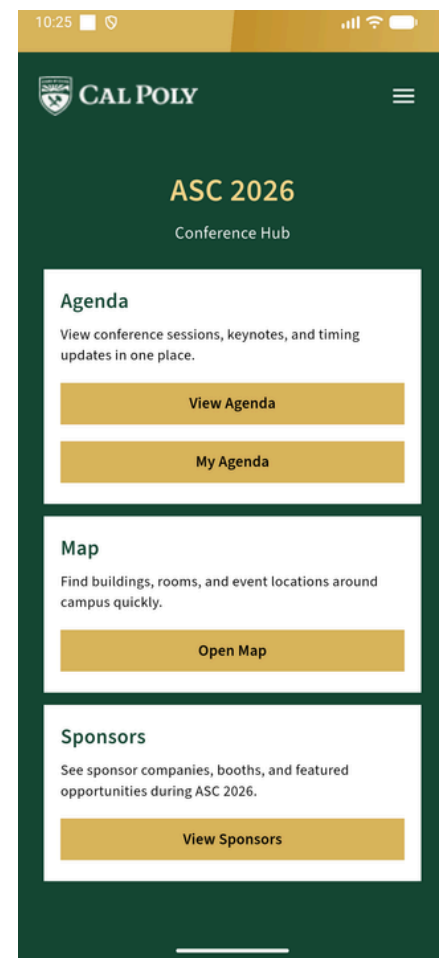 10:25
CAL POLY
ASC 2026
Conference Hub
Agenda
View conference sessions, keynotes, and timing
updates in one place.
View Agenda
My Agenda
Map
Find buildings, rooms, and event locations around
campus quickly.
Open Map
Sponsors
See sponsor companies, booths, and featured
opportunities during ASC 2026.
View Sponsors